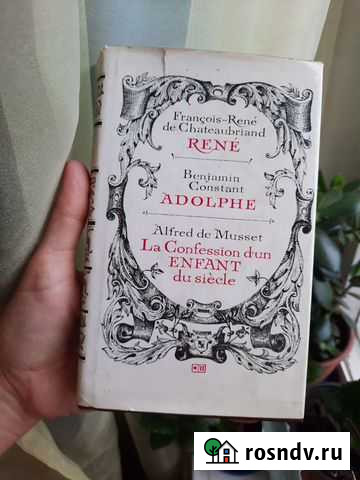 François-René
de Chateaubriand
RENÉ
Benjamin
Constant
ADOLPHE
Alfred de Musset
La Confession d'un
ENFANT
du siècle
rosndv.ru